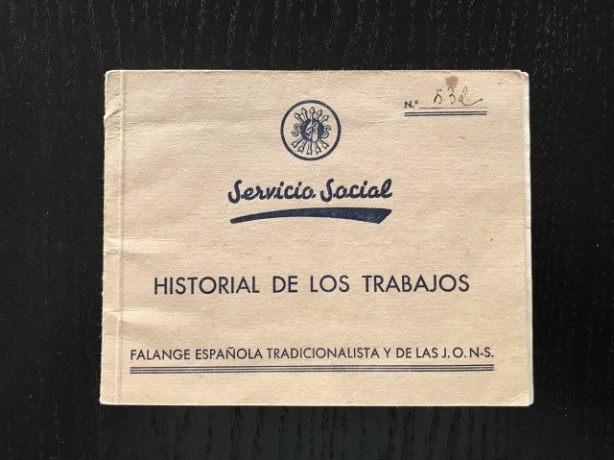 N.º 532
Servicio Social
HISTORIAL DE LOS TRABAJOS
FALANGE ESPAÑOLA TRADICIONALISTA Y DE LAS J. O. N-S.